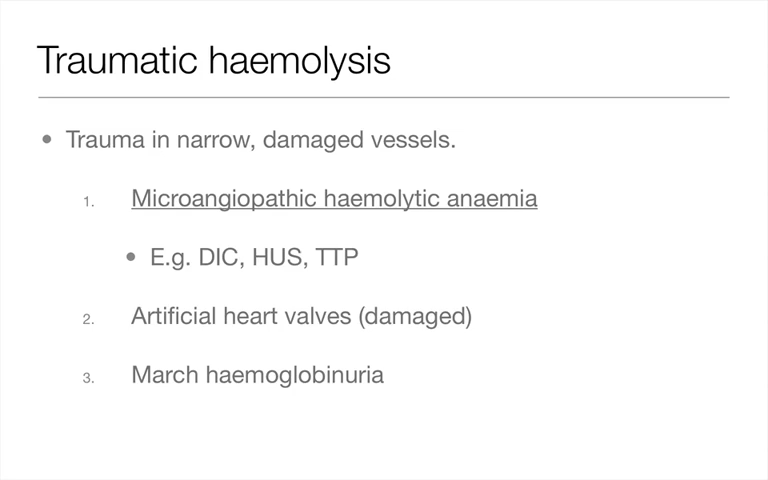 Traumatic haemolysis
• Trauma in narrow, damaged vessels.
1. Microangiopathic haemolytic anaemia
• E.g. DIC, HUS, TTP
2. Artificial heart valves (damaged)
3. March haemoglobinuria